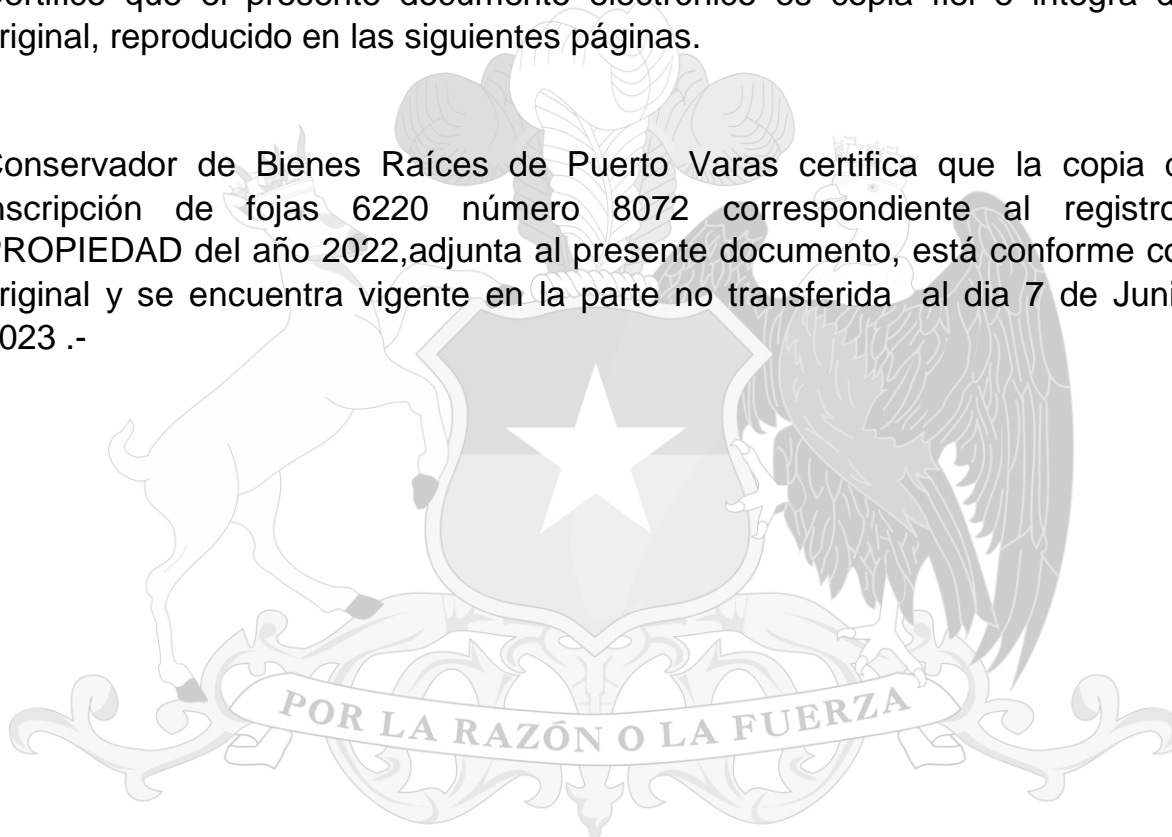 ertifico que el presente documento electrónico es copia fiel e íntegra d
riginal, reproducido en las siguientes páginas.
onservador de Bienes Raíces de Puerto Varas certifica que la copia d
nscripción de fojas 6220 número 8072 correspondiente al registro
PROPIEDAD del año 2022,adjunta al presente documento, está conforme co
riginal y se encuentra vigente en la parte no transferida al dia 7 de Juni
023 .-
POR LA RAZÓN O LA FUERZA